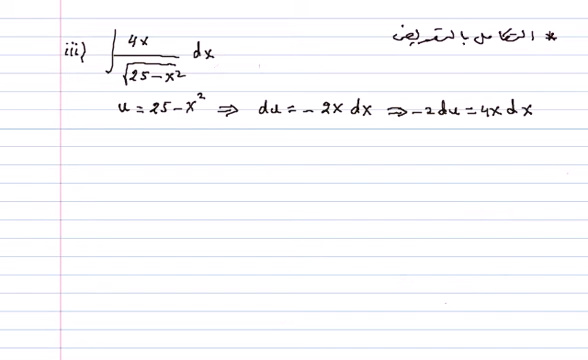 * التكامل بالتعويض
iii) ∫ 4x / √(25 - x²) dx
u = 25 - x² ⇒ du = - 2x dx ⇒ -2du = 4x dx